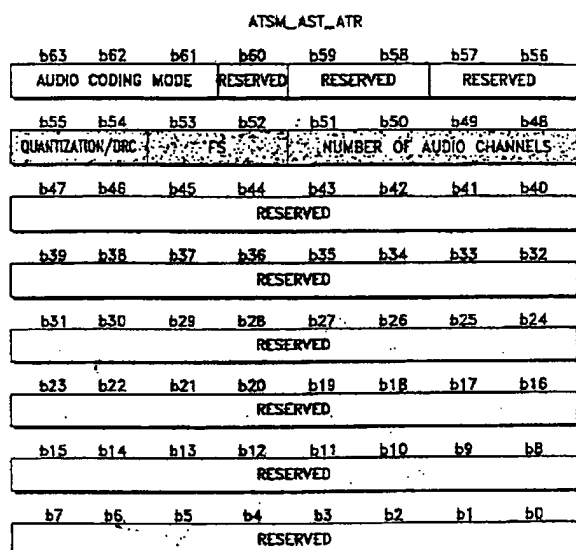 ATSM_AST_ATR
b63 b62 b61 b60 b59 b58 b57 b56
AUDIO CODING MODE RESERVED RESERVED RESERVED
b55 b54 b53 b52 b51 b50 b49 b48
QUANTIZATION/DRC FS NUMBER OF AUDIO CHANNELS
b47 b46 b45 b44 b43 b42 b41 b40
RESERVED
b39 b38 b37 b36 b35 b34 b33 b32
RESERVED
b31 b30 b29 b28 b27 b26 b25 b24
RESERVED
b23 b22 b21 b20 b19 b18 b17 b16
RESERVED
b15 b14 b13 b12 b11 b10 b9 b8
RESERVED
b7 b6 b5 b4 b3 b2 b1 b0
RESERVED